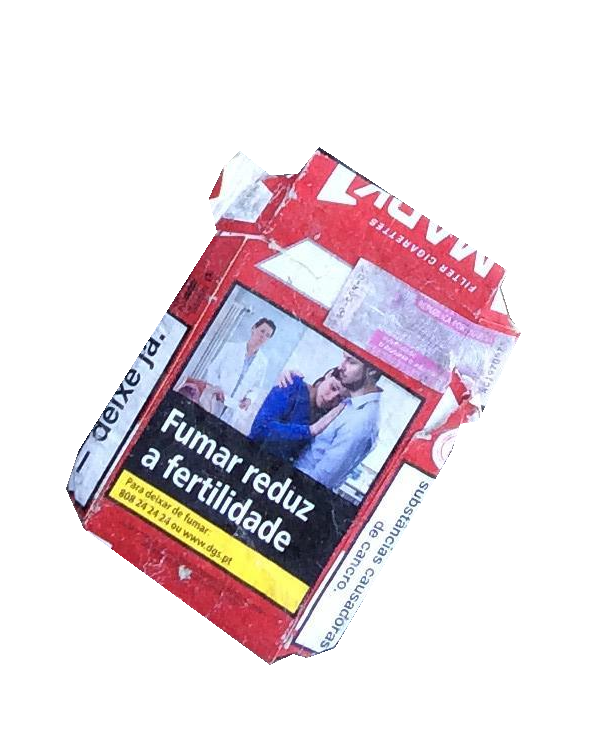 FILTER CIGARETTES
Fumar reduz
a fertilidade
Para deixar de fumar
808 24 24 24 ou www.dgs.pt
deixe já.
substâncias causadoras
de cancro.